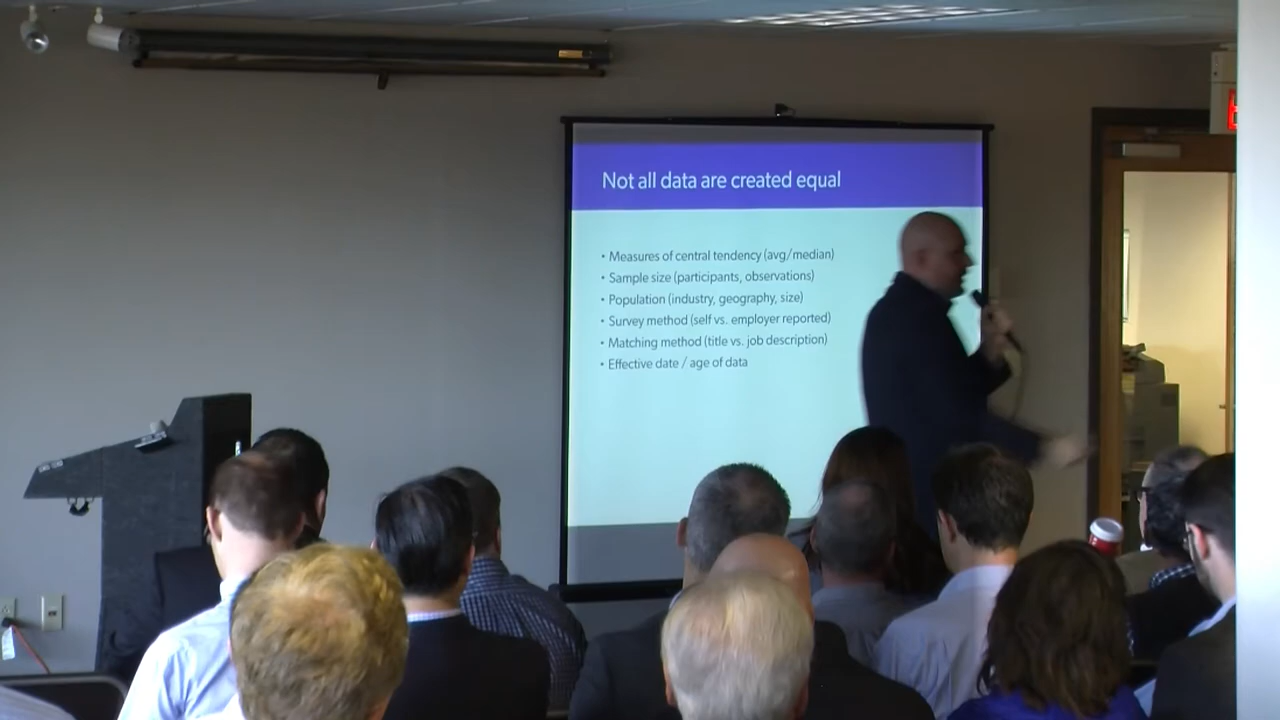 Not all data are created equal
• Measures of central tendency (avg/median)
• Sample size (participants, observations)
• Population (industry, geography, size)
• Survey method (self vs. employer reported)
• Matching method (title vs. job description)
• Effective date / age of data